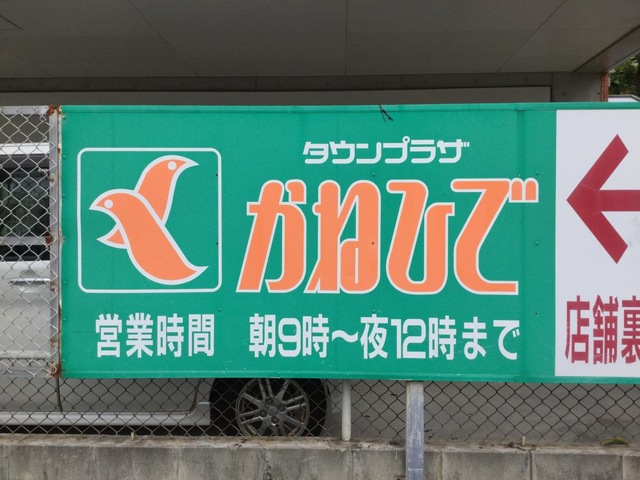 タウンプラザ
かねひで
営業時間 朝9時～夜12時まで
店舗裏